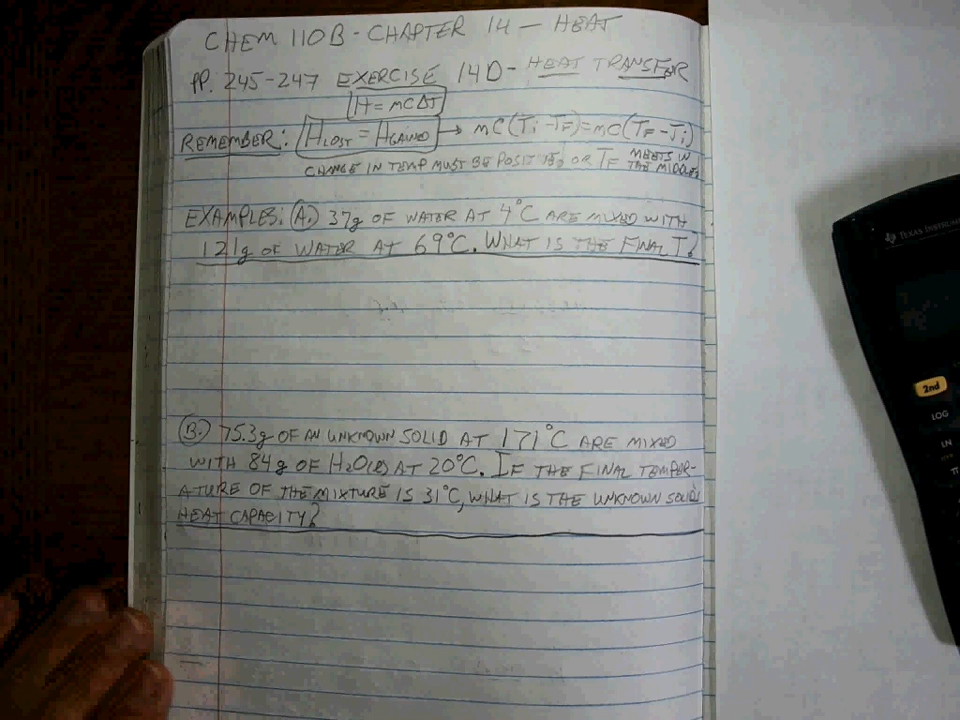 CHEM 110B - CHAPTER 14 - HEAT
PP. 245-247 EXERCISE 14D - HEAT TRANSFER
H = MCΔT
REMEMBER: HLOST = HGAINED → MC(Ti - TF) = MC(TF - Ti)
CHANGE IN TEMP MUST BE POSITIVE OR TF MEETS IN THE MIDDLE
EXAMPLES: (A.) 37g OF WATER AT 4°C ARE MIXED WITH
121g OF WATER AT 69°C. WHAT IS THE FINAL T?
(B.) 75.3g OF AN UNKNOWN SOLID AT 171°C ARE MIXED
WITH 84g OF H2O(l) AT 20°C. IF THE FINAL TEMPER-
ATURE OF THE MIXTURE IS 31°C, WHAT IS THE UNKNOWN SOLID
HEAT CAPACITY?
TEXAS INSTRUM
2nd
LOG
LN